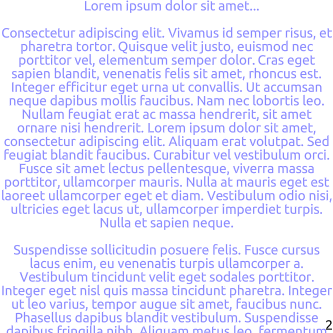 Lorem ipsum dolor sit amet...
Consectetur adipiscing elit. Vivamus id semper risus, et
pharetra tortor. Quisque velit justo, euismod nec
porttitor vel, elementum semper dolor. Cras eget
sapien blandit, venenatis felis sit amet, rhoncus est.
Integer efficitur eget urna ut convallis. Ut accumsan
neque dapibus mollis faucibus. Nam nec lobortis leo.
Nullam feugiat erat ac massa hendrerit, sit amet
ornare nisi hendrerit. Lorem ipsum dolor sit amet,
consectetur adipiscing elit. Aliquam erat volutpat. Sed
feugiat blandit faucibus. Curabitur vel vestibulum orci.
Fusce sit amet lectus pellentesque, viverra massa
porttitor, ullamcorper mauris. Nulla at mauris eget est
laoreet ullamcorper eget et diam. Vestibulum odio nisi,
ultricies eget lacus ut, ullamcorper imperdiet turpis.
Nulla et sapien neque.
Suspendisse sollicitudin posuere felis. Fusce cursus
lacus enim, eu venenatis turpis ullamcorper a.
Vestibulum tincidunt velit eget sodales porttitor.
Integer eget nisl quis massa tincidunt pharetra. Integer
ut leo varius, tempor augue sit amet, faucibus nunc.
Phasellus dapibus blandit vestibulum. Suspendisse
dapibus fringilla nibh. Aliquam metus leo, fermentum
2